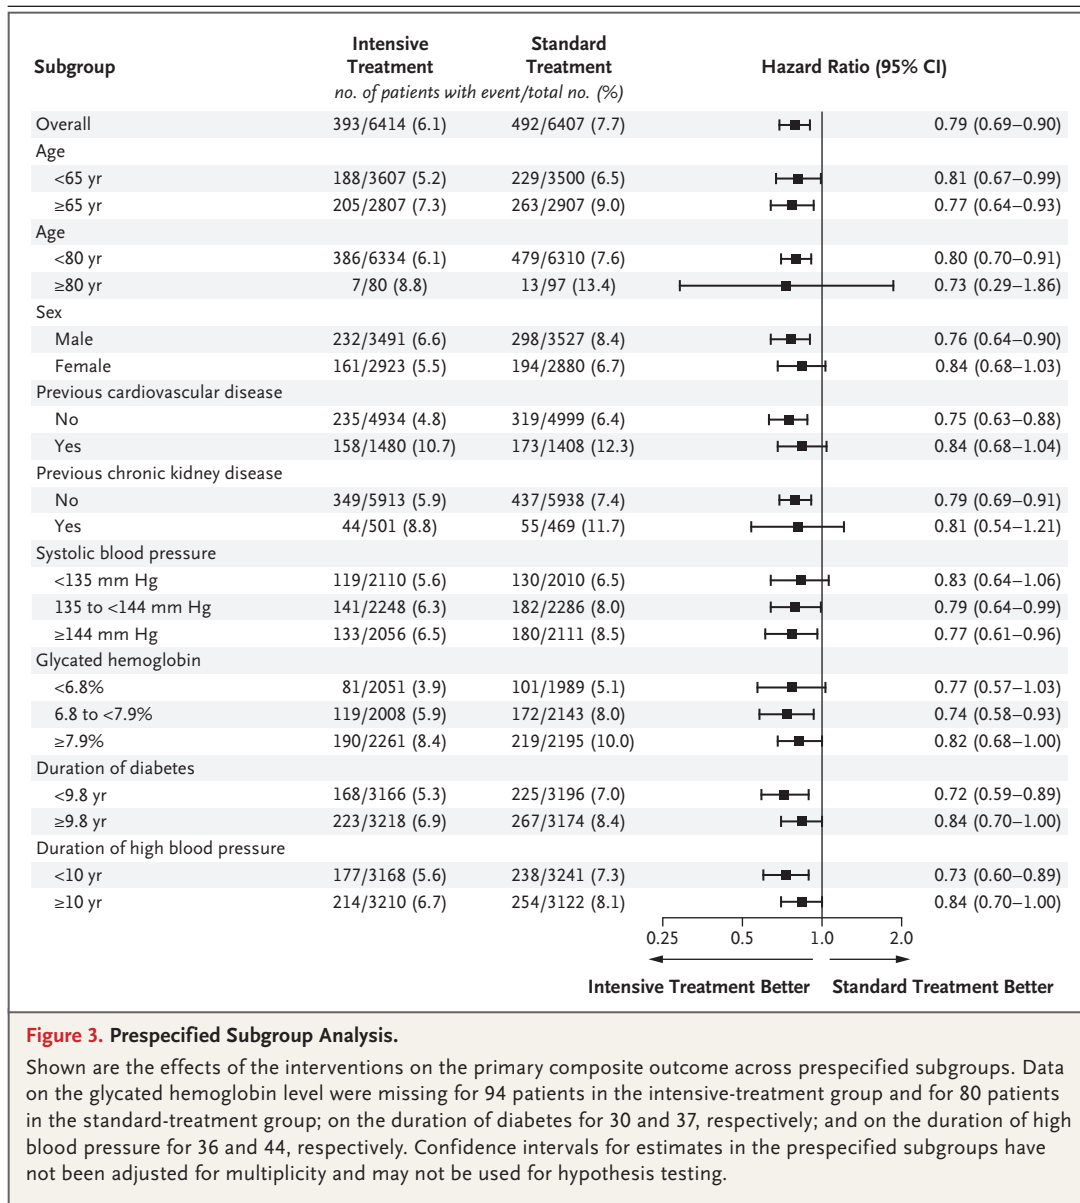 Subgroup Intensive Treatment Standard Treatment Hazard Ratio (95% CI)
no. of patients with event/total no. (%)
Overall 393/6414 (6.1) 492/6407 (7.7) 0.79 (0.69–0.90)
Age
<65 yr 188/3607 (5.2) 229/3500 (6.5) 0.81 (0.67–0.99)
≥65 yr 205/2807 (7.3) 263/2907 (9.0) 0.77 (0.64–0.93)
Age
<80 yr 386/6334 (6.1) 479/6310 (7.6) 0.80 (0.70–0.91)
≥80 yr 7/80 (8.8) 13/97 (13.4) 0.73 (0.29–1.86)
Sex
Male 232/3491 (6.6) 298/3527 (8.4) 0.76 (0.64–0.90)
Female 161/2923 (5.5) 194/2880 (6.7) 0.84 (0.68–1.03)
Previous cardiovascular disease
No 235/4934 (4.8) 319/4999 (6.4) 0.75 (0.63–0.88)
Yes 158/1480 (10.7) 173/1408 (12.3) 0.84 (0.68–1.04)
Previous chronic kidney disease
No 349/5913 (5.9) 437/5938 (7.4) 0.79 (0.69–0.91)
Yes 44/501 (8.8) 55/469 (11.7) 0.81 (0.54–1.21)
Systolic blood pressure
<135 mm Hg 119/2110 (5.6) 130/2010 (6.5) 0.83 (0.64–1.06)
135 to <144 mm Hg 141/2248 (6.3) 182/2286 (8.0) 0.79 (0.64–0.99)
≥144 mm Hg 133/2056 (6.5) 180/2111 (8.5) 0.77 (0.61–0.96)
Glycated hemoglobin
<6.8% 81/2051 (3.9) 101/1989 (5.1) 0.77 (0.57–1.03)
6.8 to <7.9% 119/2008 (5.9) 172/2143 (8.0) 0.74 (0.58–0.93)
≥7.9% 190/2261 (8.4) 219/2195 (10.0) 0.82 (0.68–1.00)
Duration of diabetes
<9.8 yr 168/3166 (5.3) 225/3196 (7.0) 0.72 (0.59–0.89)
≥9.8 yr 223/3218 (6.9) 267/3174 (8.4) 0.84 (0.70–1.00)
Duration of high blood pressure
<10 yr 177/3168 (5.6) 238/3241 (7.3) 0.73 (0.60–0.89)
≥10 yr 214/3210 (6.7) 254/3122 (8.1) 0.84 (0.70–1.00)
0.25 0.5 1.0 2.0
Intensive Treatment Better Standard Treatment Better
Figure 3. Prespecified Subgroup Analysis.
Shown are the effects of the interventions on the primary composite outcome across prespecified subgroups. Data
on the glycated hemoglobin level were missing for 94 patients in the intensive-treatment group and for 80 patients
in the standard-treatment group; on the duration of diabetes for 30 and 37, respectively; and on the duration of high
blood pressure for 36 and 44, respectively. Confidence intervals for estimates in the prespecified subgroups have
not been adjusted for multiplicity and may not be used for hypothesis testing.